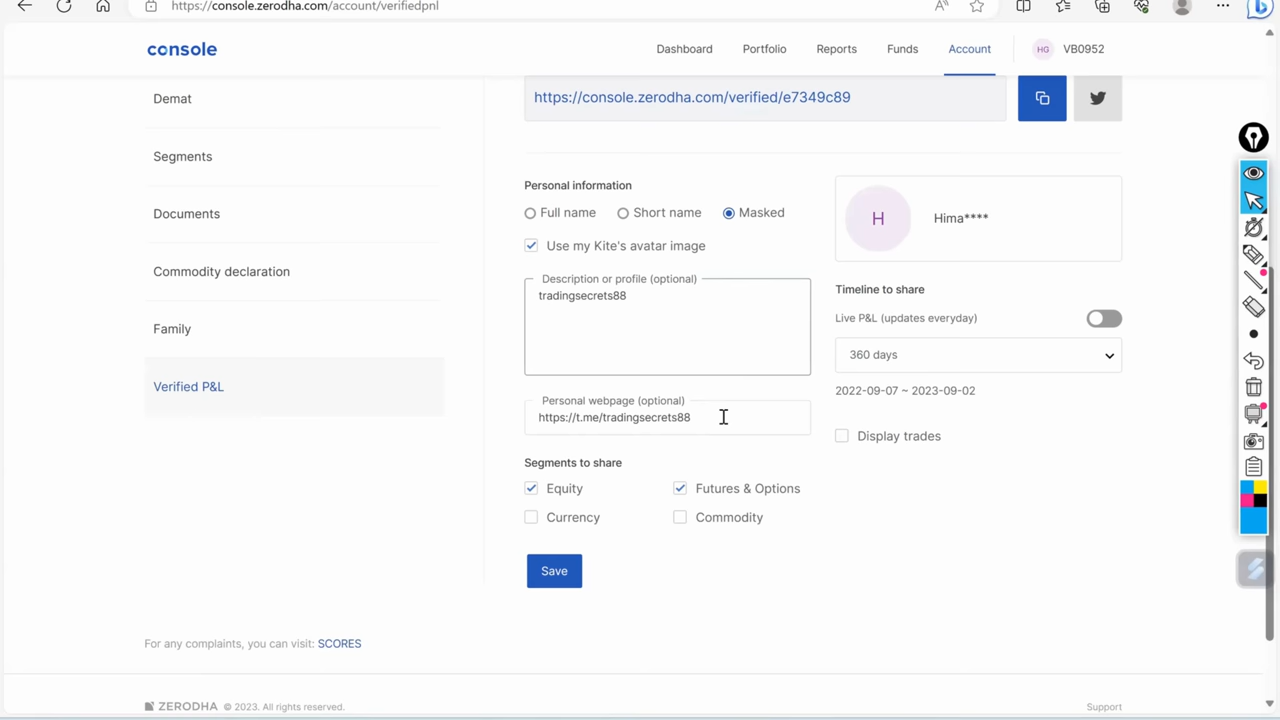 https://console.zerodha.com/account/verifiedpnl
console
Dashboard
Portfolio
Reports
Funds
Account
HG
VB0952
Demat
Segments
Documents
Commodity declaration
Family
Verified P&L
https://console.zerodha.com/verified/e7349c89
Personal information
Full name
Short name
Masked
Use my Kite's avatar image
Description or profile (optional)
tradingsecrets88
Personal webpage (optional)
https://t.me/tradingsecrets88
Segments to share
Equity
Futures & Options
Currency
Commodity
Save
H
Hima****
Timeline to share
Live P&L (updates everyday)
360 days
2022-09-07 ~ 2023-09-02
Display trades
For any complaints, you can visit: SCORES
ZERODHA © 2023. All rights reserved.
Support